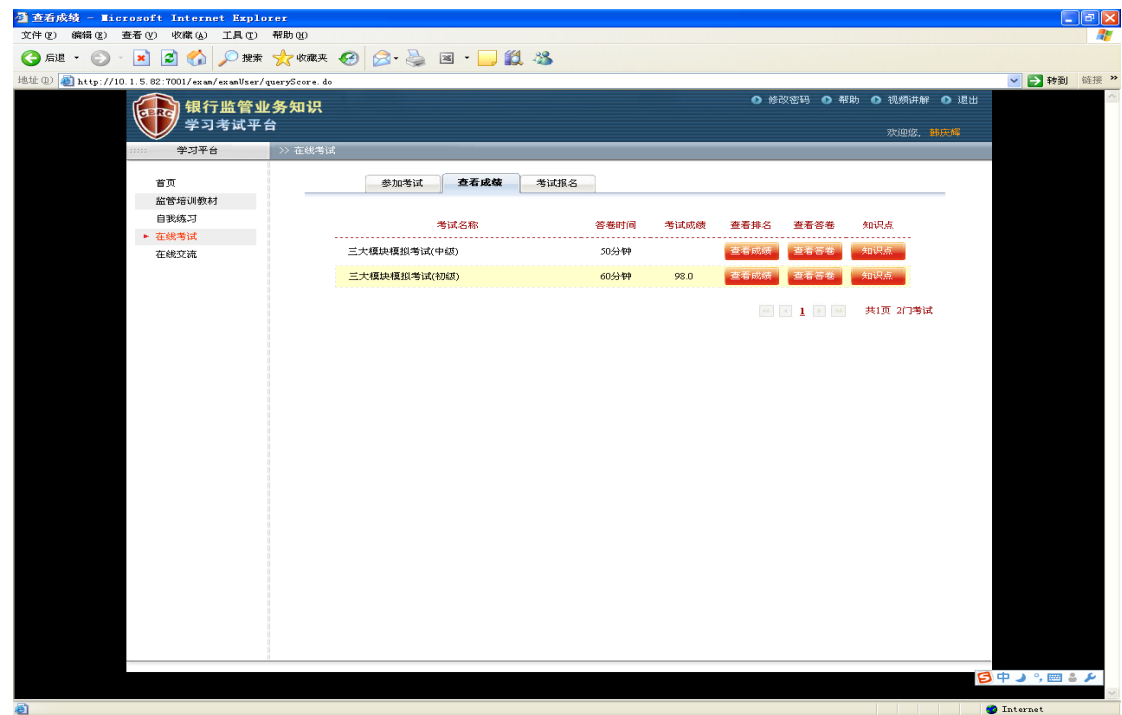 查看成绩 - Microsoft Internet Explorer
文件(F) 编辑(E) 查看(V) 收藏(A) 工具(T) 帮助(H)
后退 搜索 收藏夹
地址(D) http://10.1.5.82:7001/exam/examUser/queryScore.do 转到 链接 »
CBRC 银行监管业务知识
学习考试平台
修改密码 帮助 视频讲解 退出
欢迎您, 韩庆辉
学习平台 >> 在线考试
首页
监管培训教材
自我练习
在线考试
在线交流
参加考试 查看成绩 考试报名
考试名称 答卷时间 考试成绩 查看排名 查看答卷 知识点
三大模块模拟考试(中级) 50分钟 查看成绩 查看答卷 知识点
三大模块模拟考试(初级) 60分钟 98.0 查看成绩 查看答卷 知识点
1 共1页 2门考试
中
Internet